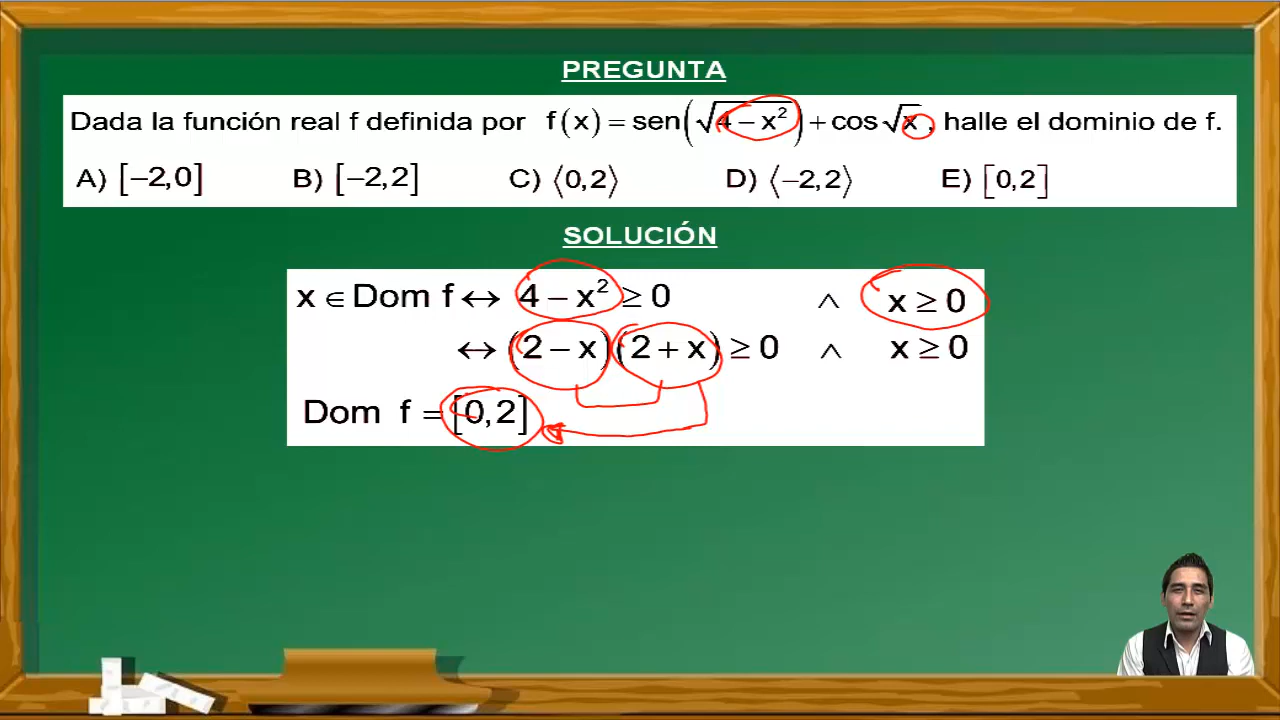 PREGUNTA
Dada la función real f definida por f(x) = sen(√(4 − x²)) + cos√x, halle el dominio de f.
A) [−2,0] B) [−2,2] C) ⟨0,2⟩ D) ⟨−2,2⟩ E) [0,2]
SOLUCIÓN
x ∈ Dom f ↔ 4 − x² ≥ 0 ∧ x ≥ 0
↔ (2 − x)(2 + x) ≥ 0 ∧ x ≥ 0
Dom f = [0,2]